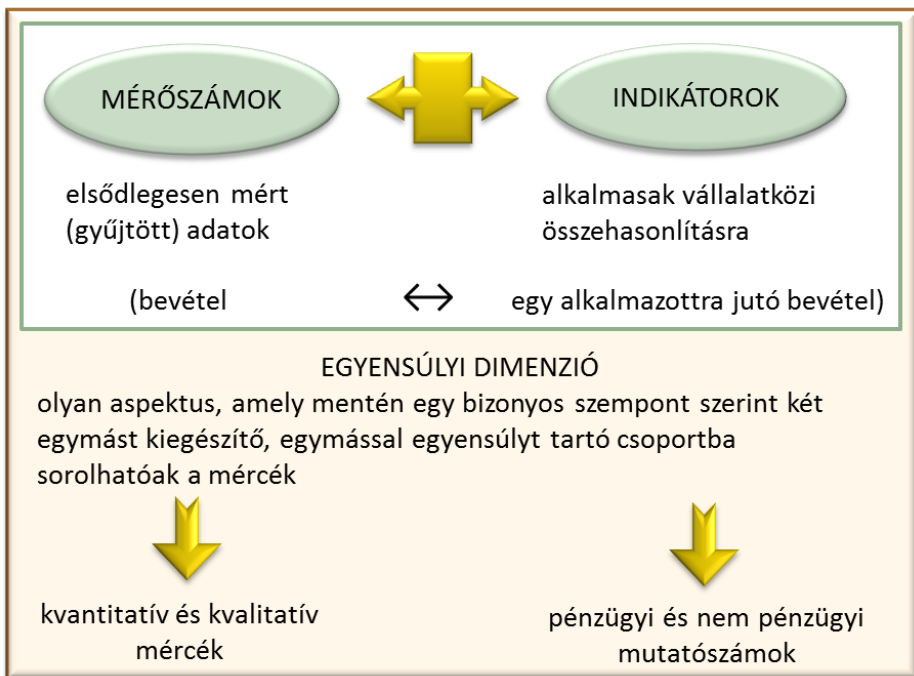 MÉRŐSZÁMOK
INDIKÁTOROK
elsődlegesen mért
(gyűjtött) adatok
alkalmasak vállalatközi
összehasonlításra
(bevétel ↔ egy alkalmazottra jutó bevétel)
EGYENSÚLYI DIMENZIÓ
olyan aspektus, amely mentén egy bizonyos szempont szerint két
egymást kiegészítő, egymással egyensúlyt tartó csoportba
sorolhatóak a mércék
kvantitatív és kvalitatív
mércék
pénzügyi és nem pénzügyi
mutatószámok